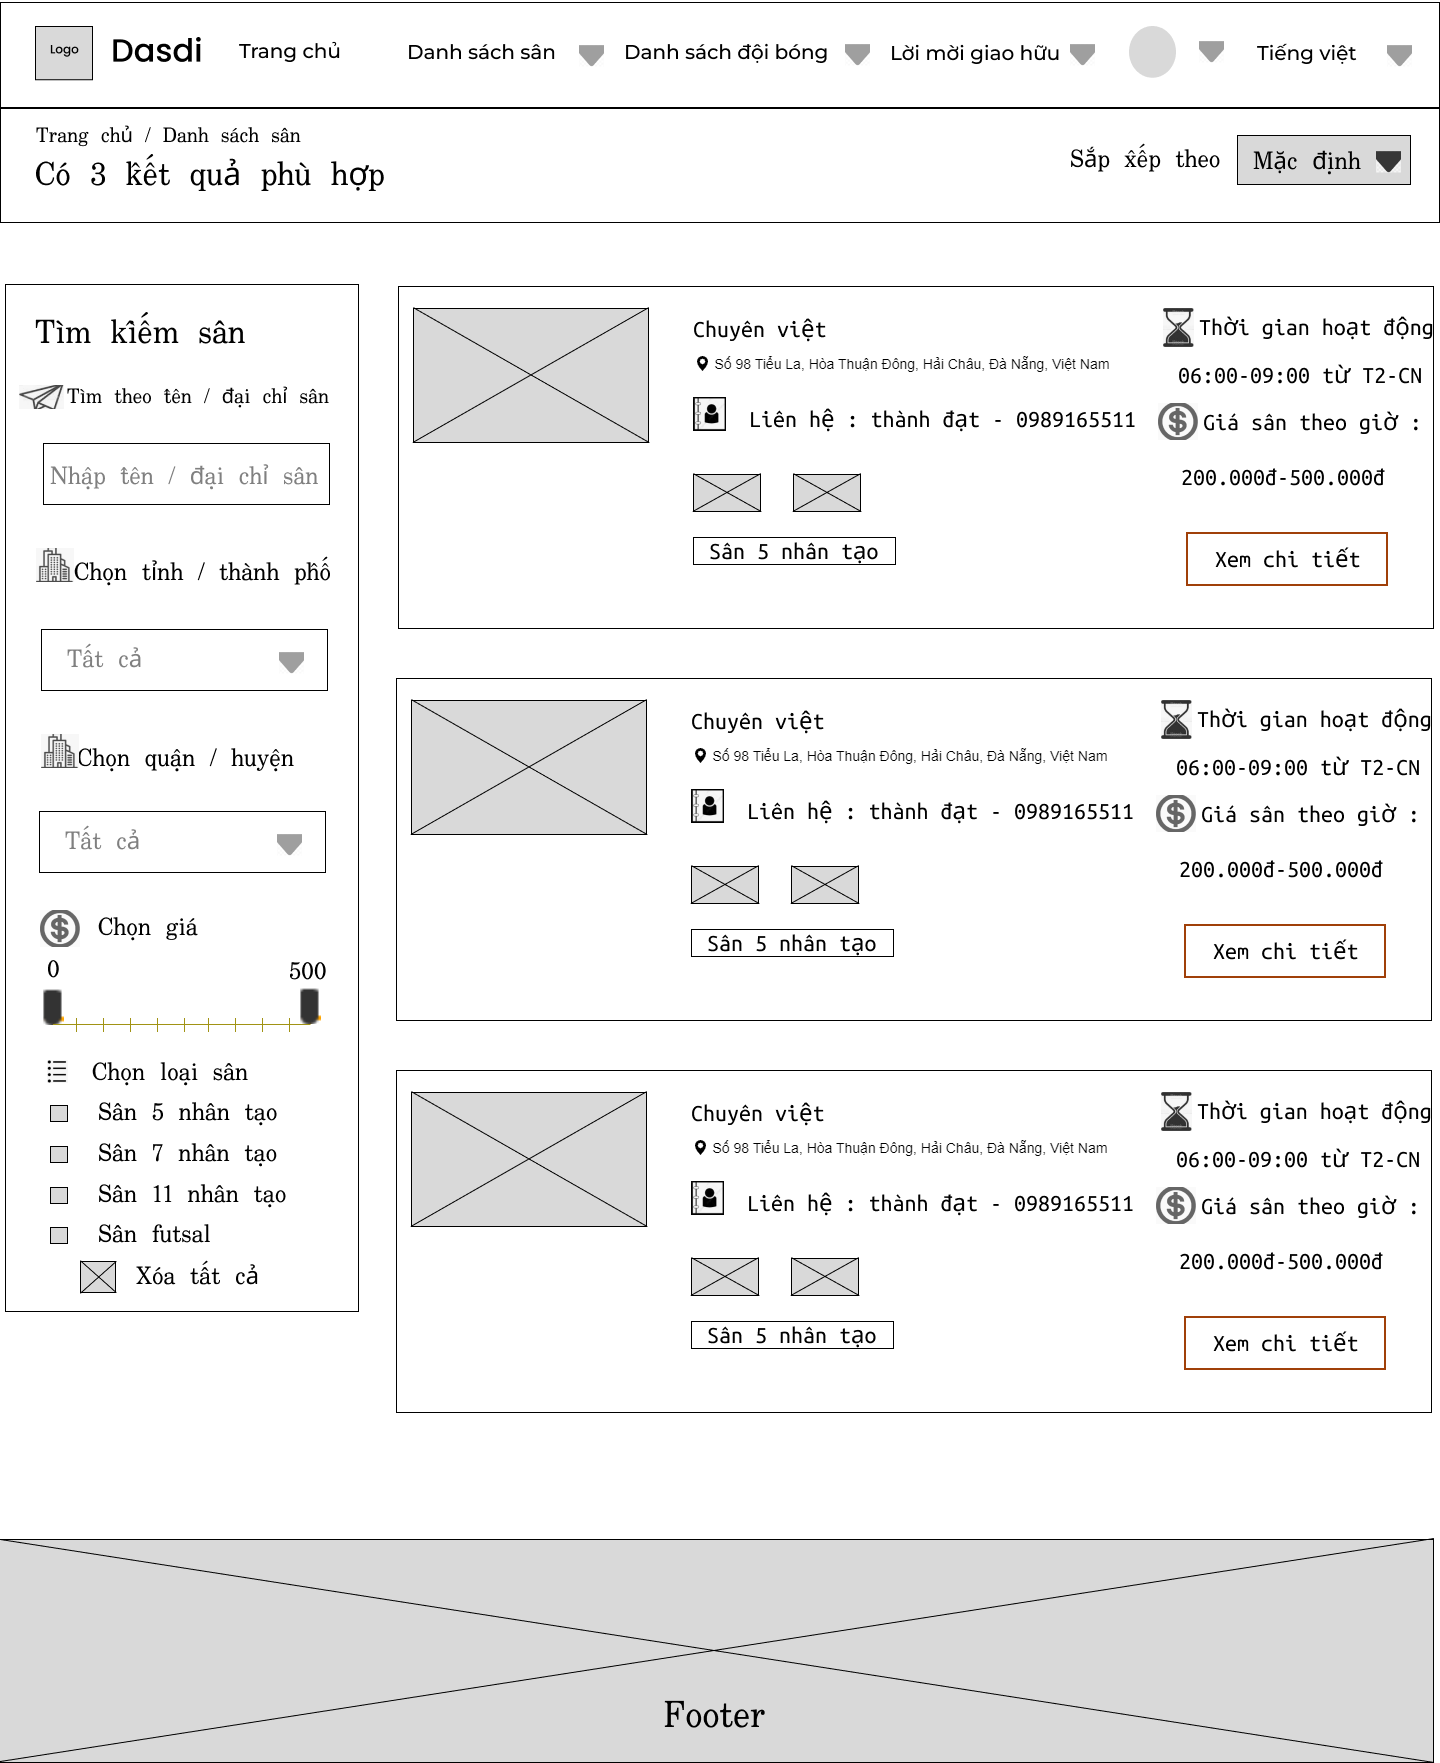 Logo
Dasdi
Trang chủ
Danh sách sân
Danh sách đội bóng
Lời mời giao hữu
Tiếng việt
Trang chủ / Danh sách sân
Có 3 kết quả phù hợp
Sắp xếp theo
Mặc định
Tìm kiếm sân
Tìm theo tên / đại chỉ sân
Nhập tên / đại chỉ sân
Chọn tỉnh / thành phố
Tất cả
Chọn quận / huyện
Tất cả
Chọn giá
0
500
Chọn loại sân
Sân 5 nhân tạo
Sân 7 nhân tạo
Sân 11 nhân tạo
Sân futsal
Xóa tất cả
Chuyên việt
Số 98 Tiểu La, Hòa Thuận Đông, Hải Châu, Đà Nẵng, Việt Nam
Liên hệ : thành đạt - 0989165511
Sân 5 nhân tạo
Thời gian hoạt động
06:00-09:00 từ T2-CN
Giá sân theo giờ :
200.000đ-500.000đ
Xem chi tiết
Chuyên việt
Số 98 Tiểu La, Hòa Thuận Đông, Hải Châu, Đà Nẵng, Việt Nam
Liên hệ : thành đạt - 0989165511
Sân 5 nhân tạo
Thời gian hoạt động
06:00-09:00 từ T2-CN
Giá sân theo giờ :
200.000đ-500.000đ
Xem chi tiết
Chuyên việt
Số 98 Tiểu La, Hòa Thuận Đông, Hải Châu, Đà Nẵng, Việt Nam
Liên hệ : thành đạt - 0989165511
Sân 5 nhân tạo
Thời gian hoạt động
06:00-09:00 từ T2-CN
Giá sân theo giờ :
200.000đ-500.000đ
Xem chi tiết
Footer